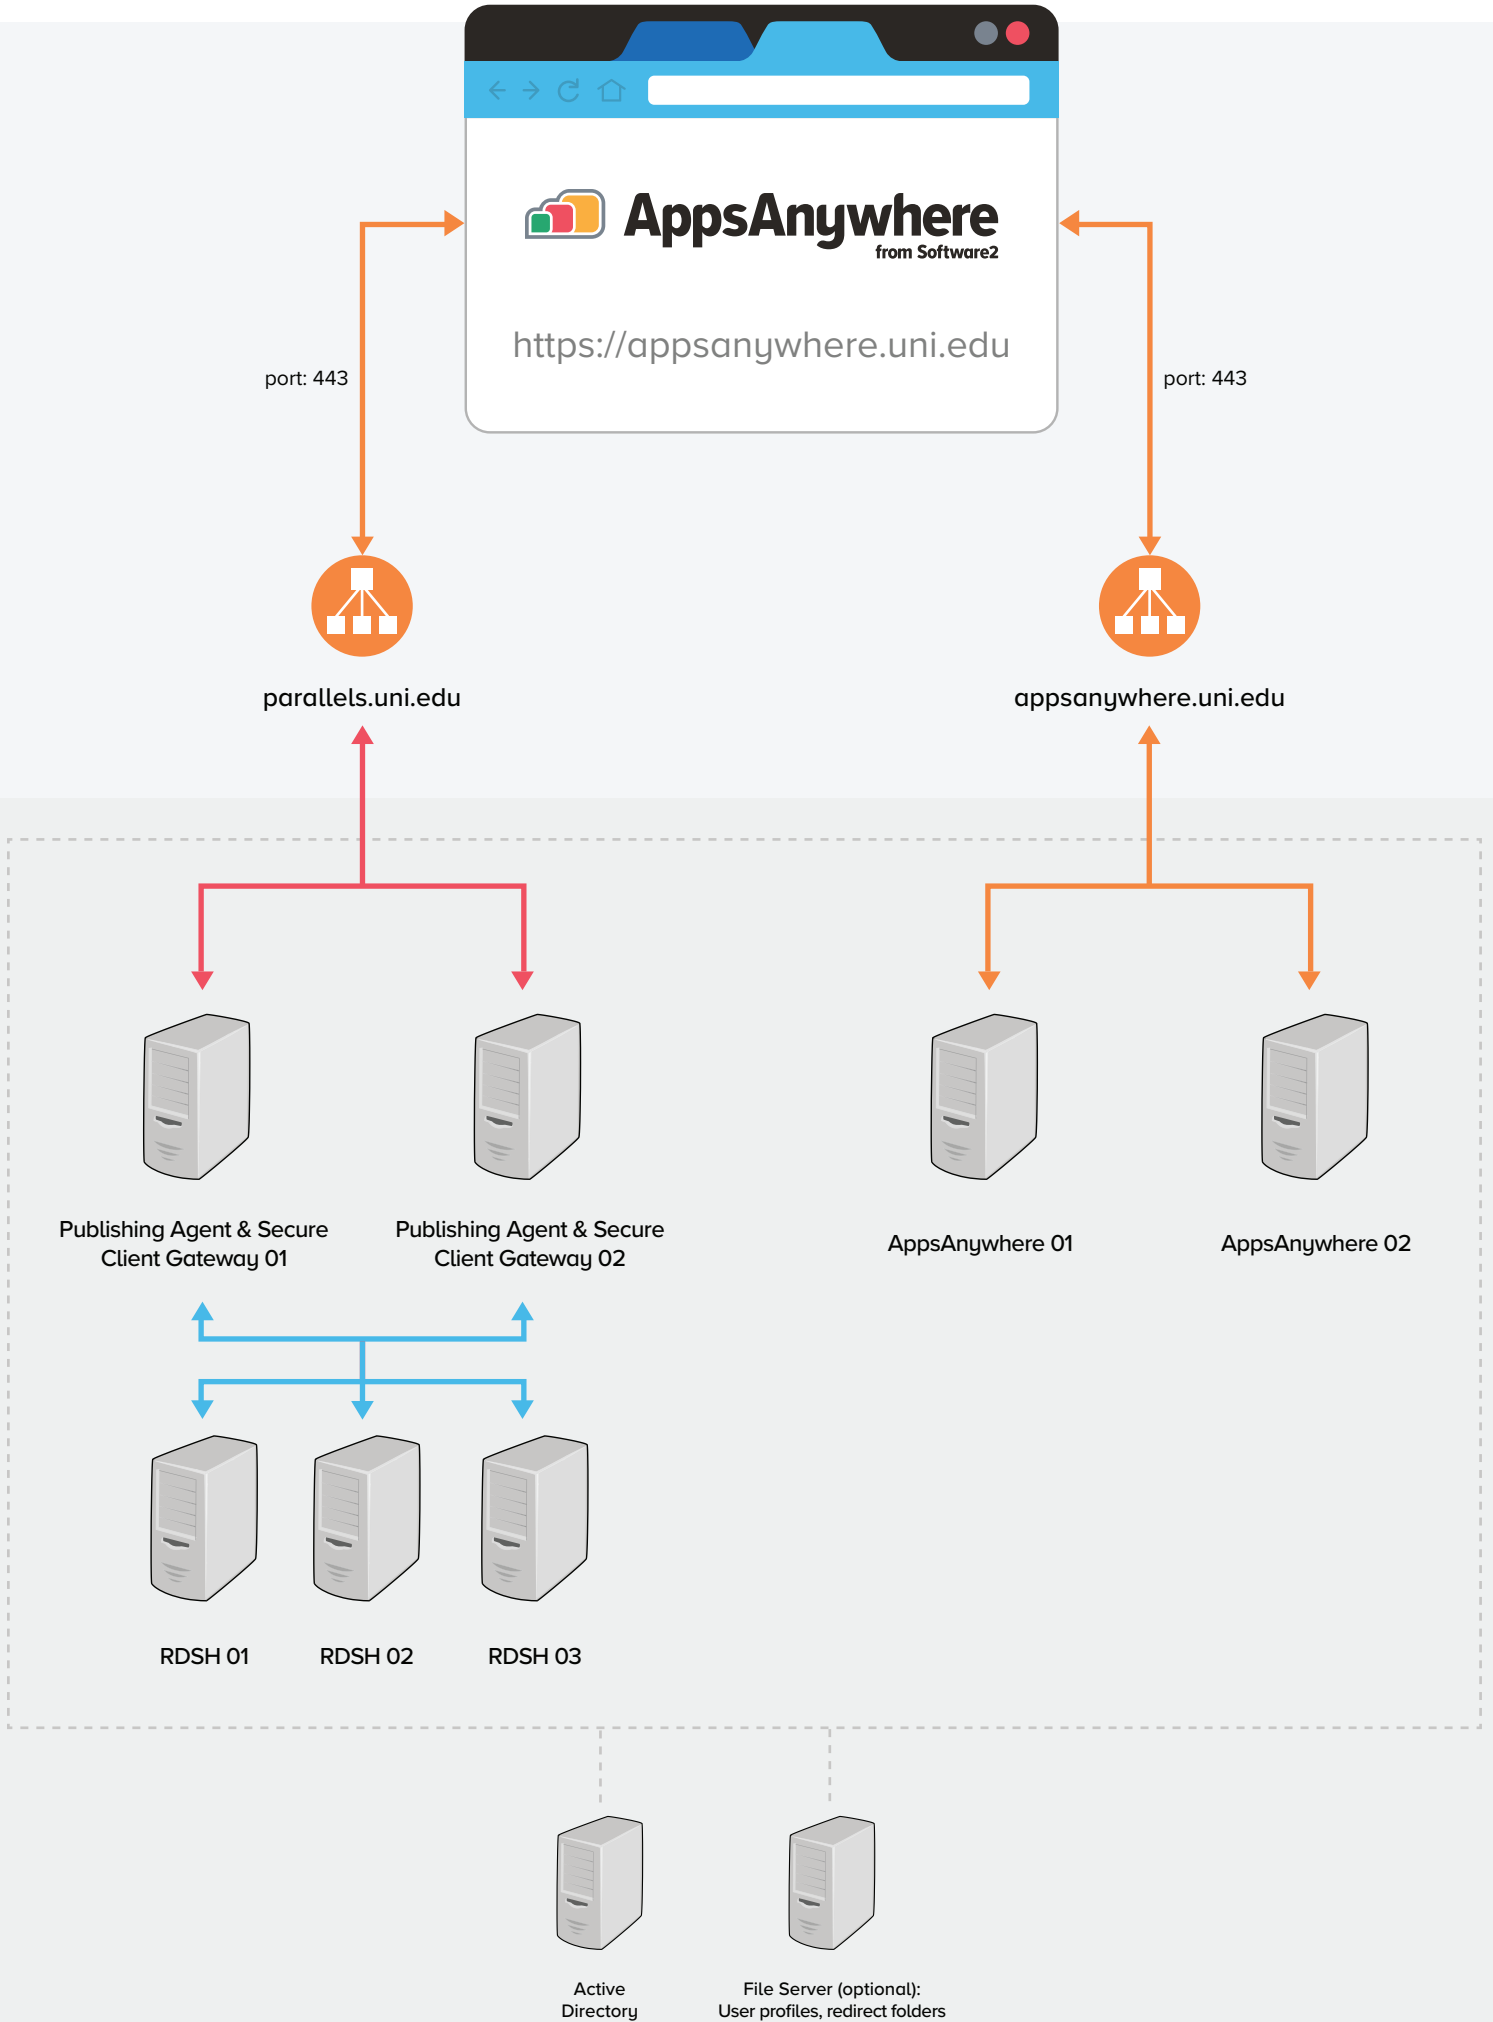 AppsAnywhere
from Software2
https://appsanywhere.uni.edu
port: 443
port: 443
parallels.uni.edu
appsanywhere.uni.edu
Publishing Agent & Secure
Client Gateway 01
Publishing Agent & Secure
Client Gateway 02
AppsAnywhere 01
AppsAnywhere 02
RDSH 01
RDSH 02
RDSH 03
Active
Directory
File Server (optional):
User profiles, redirect folders